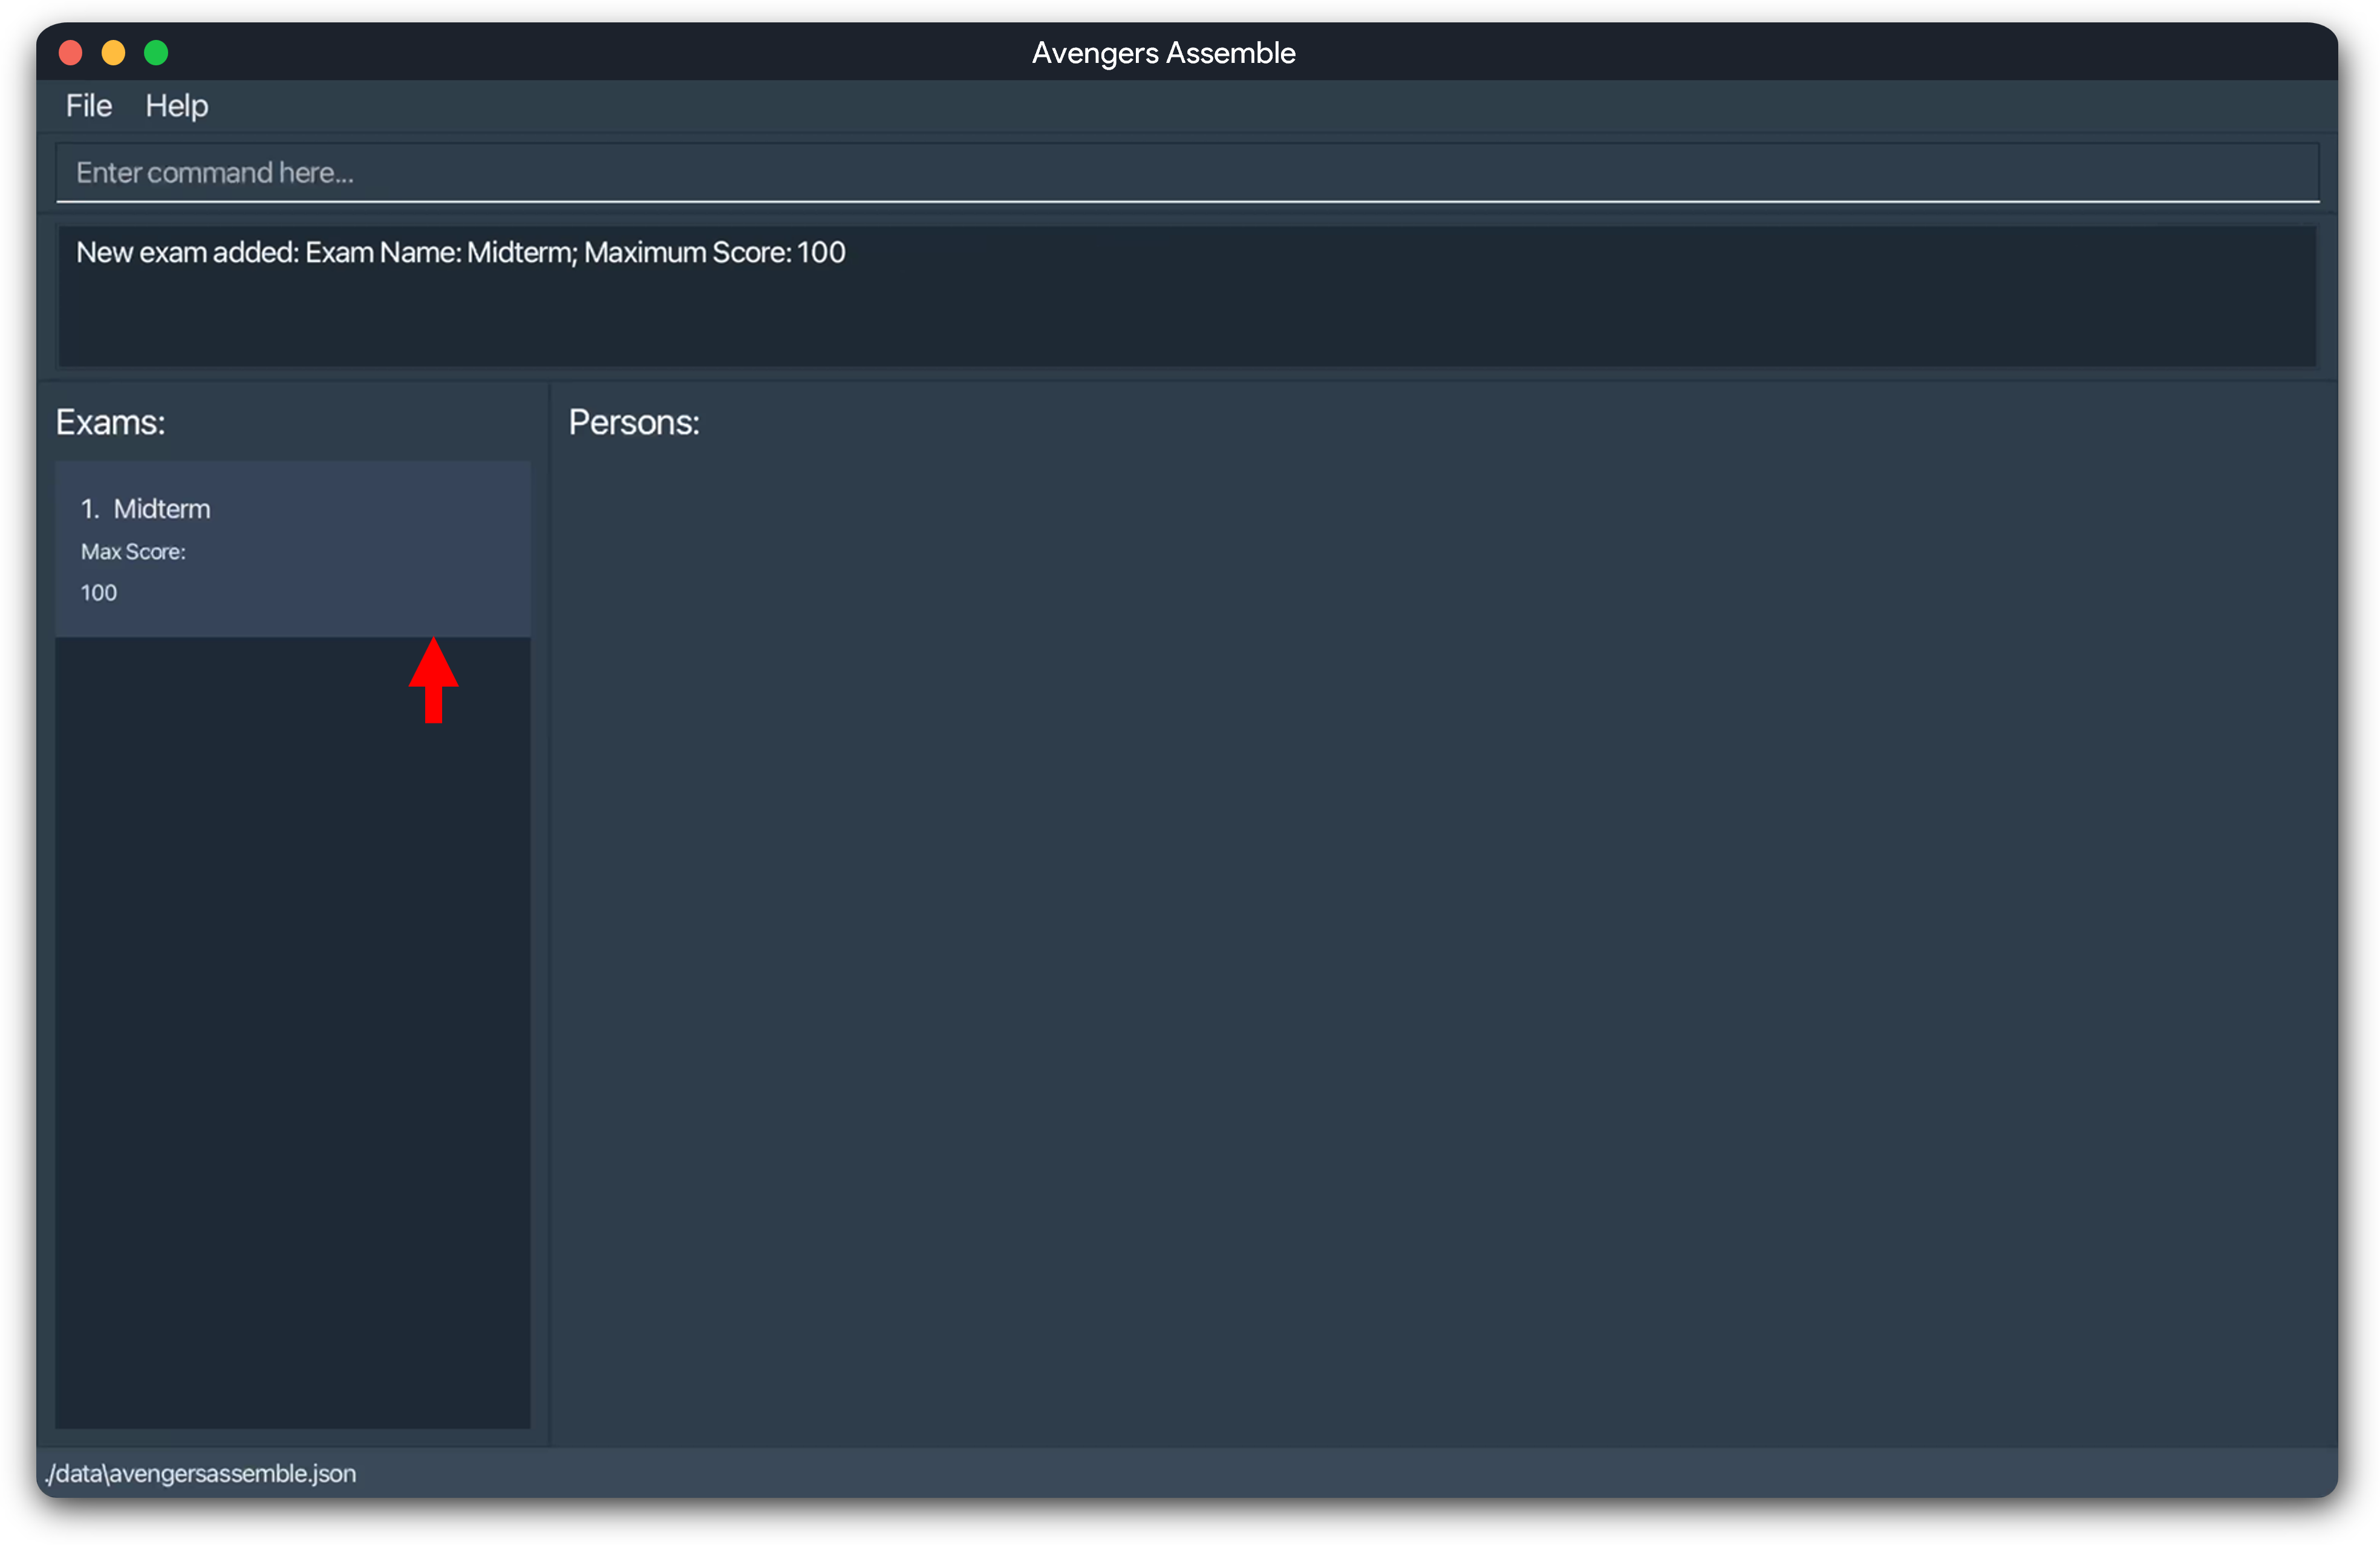 Avengers Assemble
File Help
Enter command here...
New exam added: Exam Name: Midterm; Maximum Score: 100
Exams:
Persons:
1. Midterm
Max Score:
100
./data\avengersassemble.json